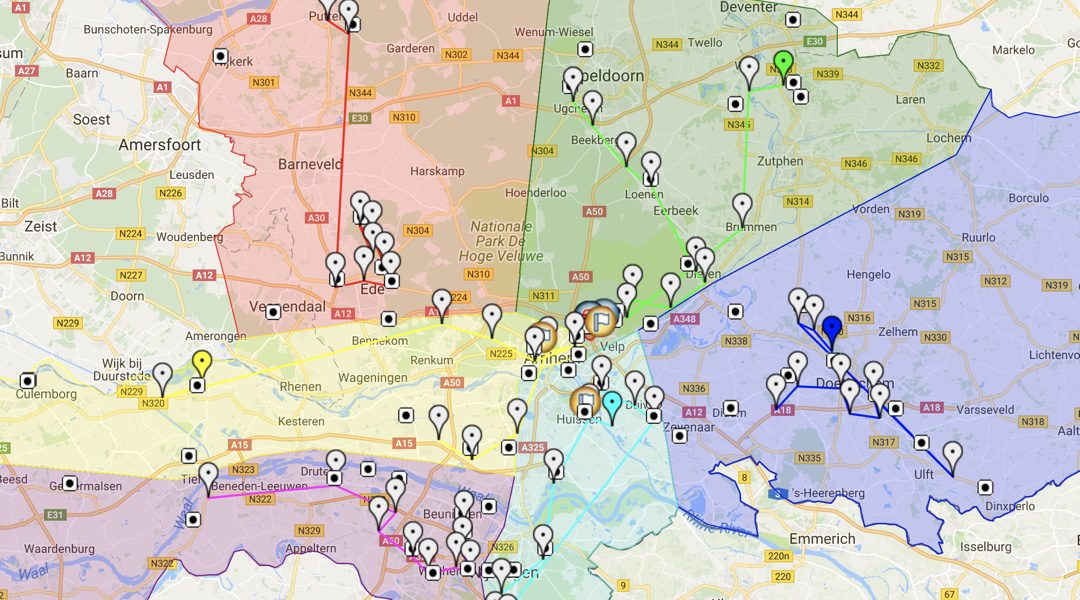 A1
A28
Putten
Uddel
Deventer
N344
Bunschoten-Spakenburg
Wenum-Wiesel
N344
Twello
E30
Garderen
N302
N344
Markelo
Baarn
Nijkerk
A27
A1
N301
N339
N332
Apeldoorn
N344
A1
Ugchelen
Laren
Soest
E30
N310
N345
Beekbergen
Lochem
Amersfoort
Barneveld
N304
Zutphen
N346
N346
Leusden
Harskamp
A28
N226
Hoenderloo
Loenen
N314
Borculo
Bilt
A50
Eerbeek
Vorden
N319
Zeist
A30
N304
Nationale
Park De
Hoge Veluwe
Brummen
N224
Woudenberg
Ruurlo
Bunnik
A12
N227
A12
N310
A50
Dieren
Hengelo
N315
N312
N319
Doorn
Ede
N311
Veenendaal
A12
224
A348
N316
N315
N229
Amerongen
Bennekom
Velp
N338
N330
Zelhem
Wijk bij
Duurstede
Renkum
N225
Arnhem
Lichtenvo
N229
Culemborg
N320
Rhenen
Wageningen
A50
N336
Doetinchem
Kesteren
Huissen
Duiven
A12
Didam
A18
A18
Varsseveld
N318
Zevenaar
A15
A15
A325
N317
N335
Ulft
Tiel
N323
Druten
Beneden-Leeuwen
N322
Geldermalsen
8
's-Heerenberg
Dinxperlo
Waal
Waal
E31
Beuningen
Rhine River
N329
A50
Emmerich
Waardenburg
Appeltern
N326
Isselburg
N322
220n
Waal
9
220
67